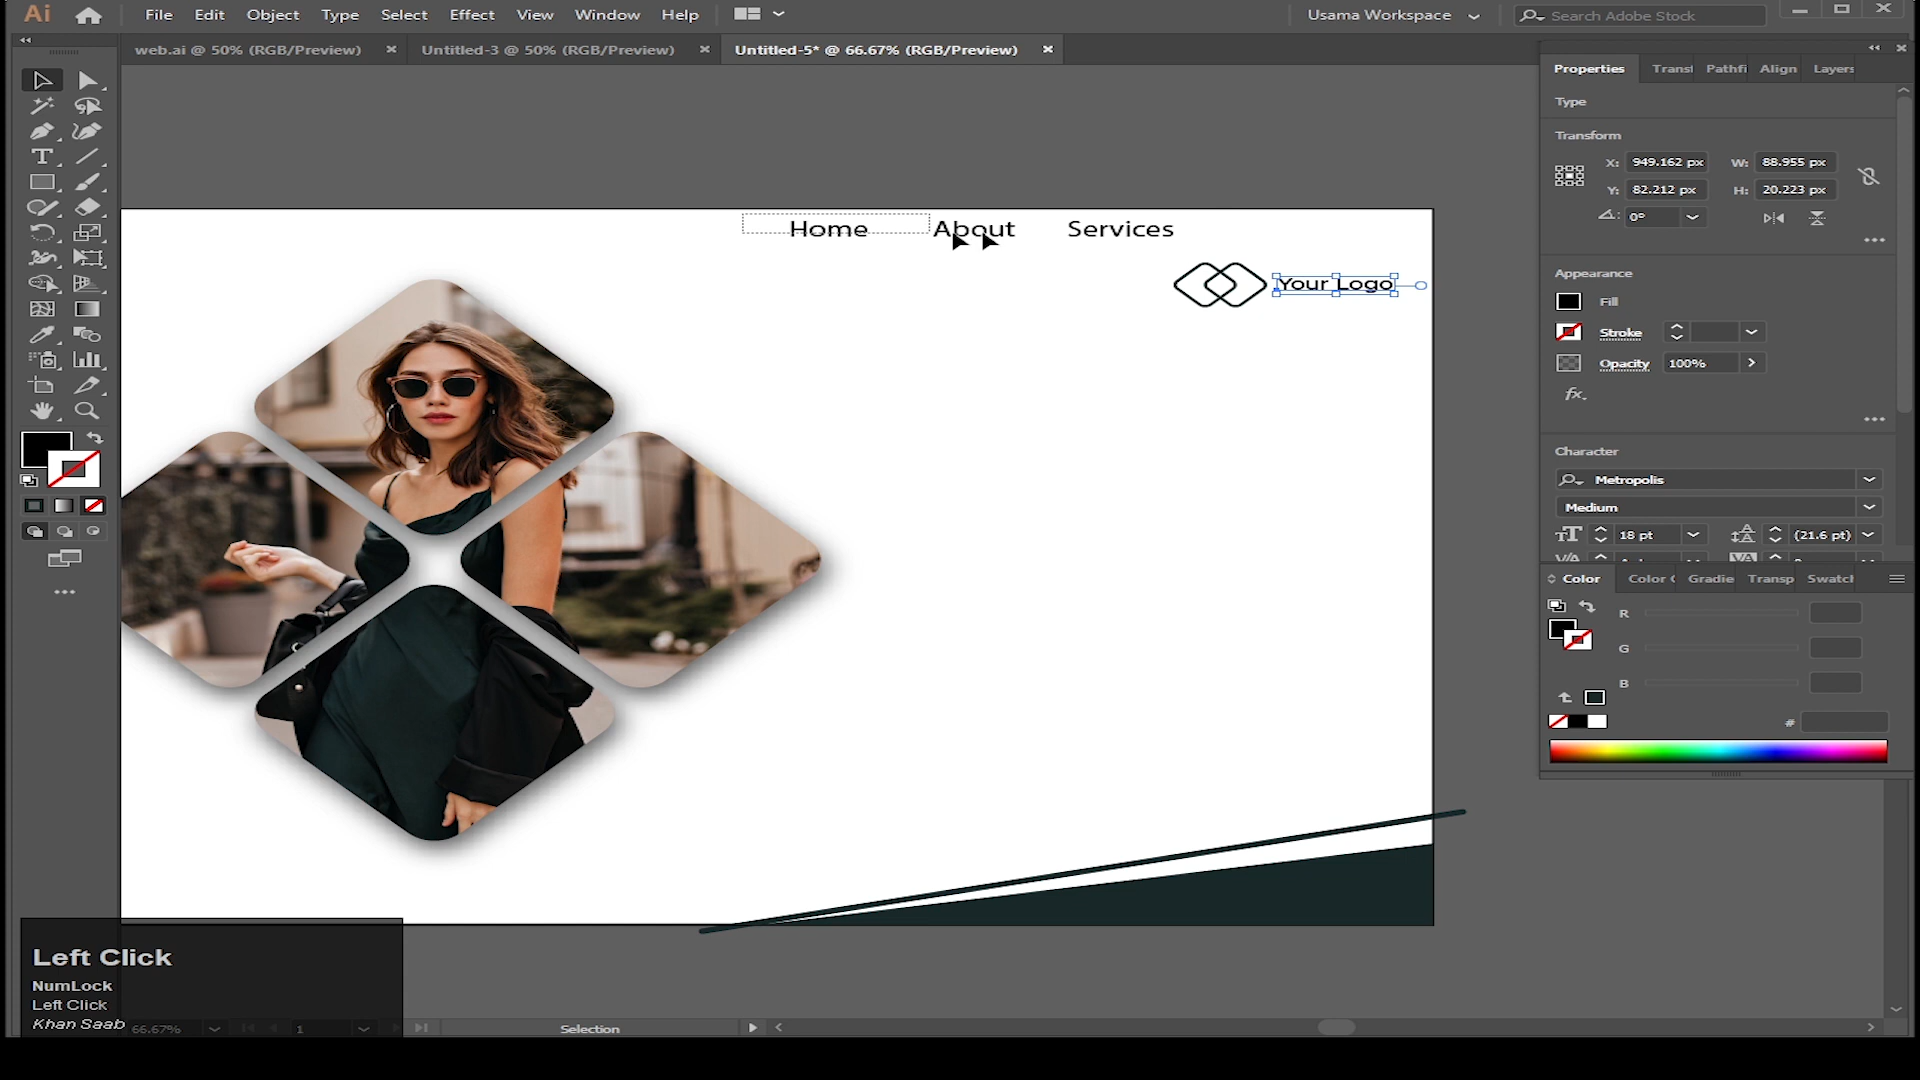 Ai File Edit Object Type Select Effect View Window Help Usama Workspace Search Adobe Stock
web.ai @ 50% (RGB/Preview) Untitled-3 @ 50% (RGB/Preview) Untitled-5* @ 66.67% (RGB/Preview)
Properties Transf Pathfi Align Layers
Type
Transform
X: 949.162 px W: 88.955 px
Y: 82.212 px H: 20.223 px
0°
Home About Services
Your Logo
Appearance
Fill
Stroke
Opacity 100%
fx.
Character
Metropolis
Medium
18 pt (21.6 pt)
Color Color Gradie Transp Swatch
R
G
B
#
Left Click
NumLock
Left Click
Khan Saab 66.67% 1 Selection